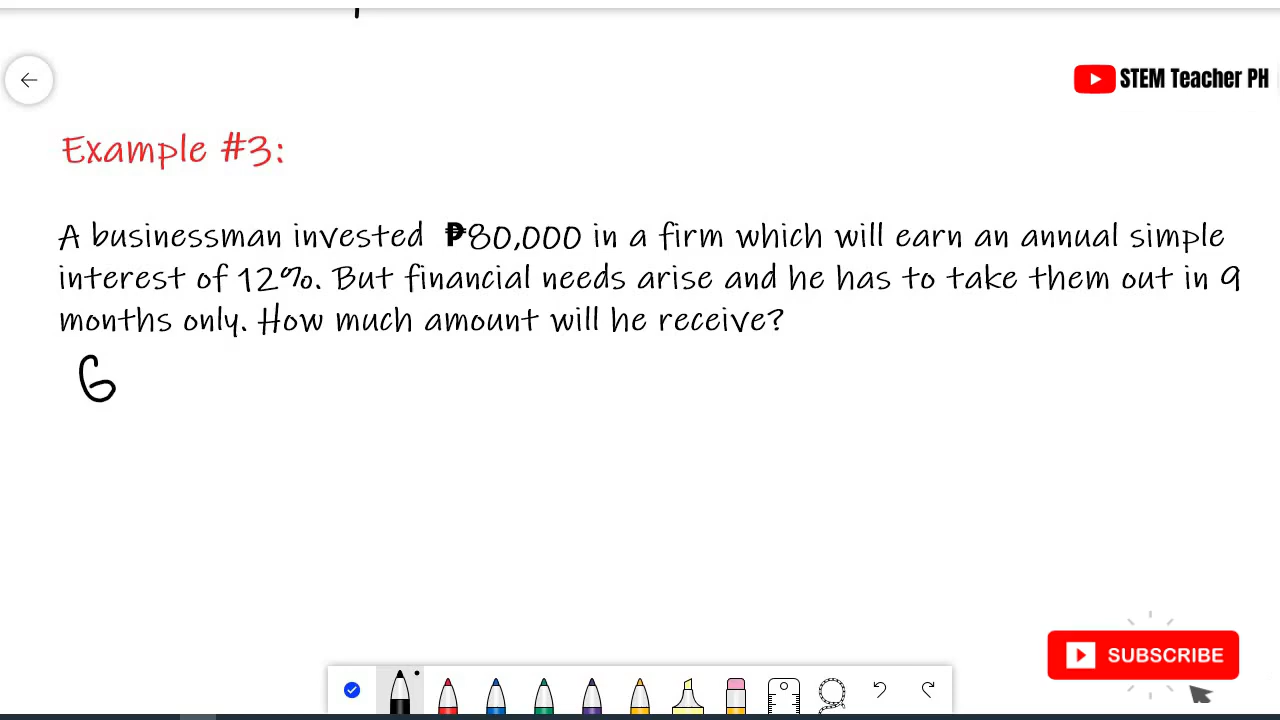 STEM Teacher PH
Example #3:
A businessman invested ₱80,000 in a firm which will earn an annual simple
interest of 12%. But financial needs arise and he has to take them out in 9
months only. How much amount will he receive?
G
SUBSCRIBE